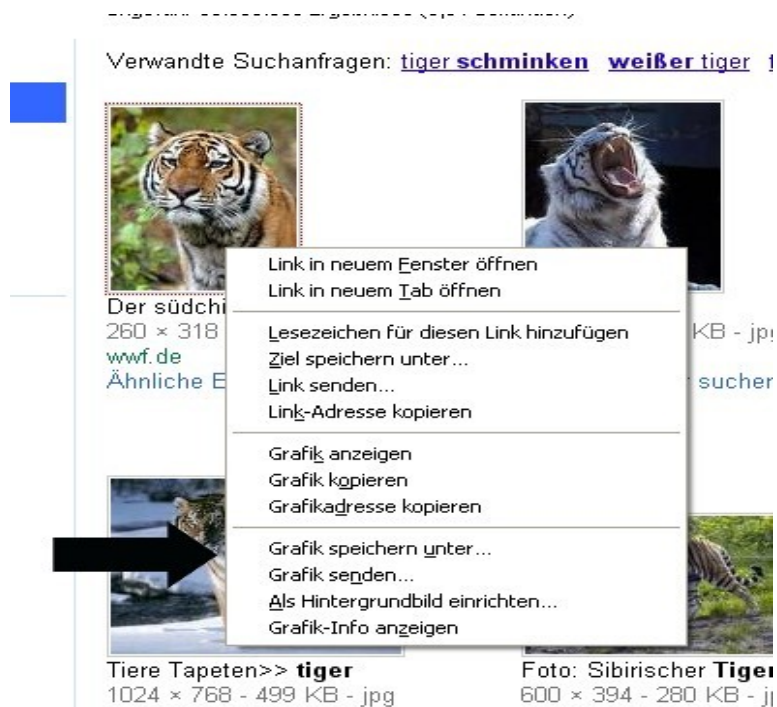 Verwandte Suchanfragen: tiger schminken weißer tiger
Der südchi
260 × 318
wwf.de
Ähnliche E
KB - jpg
sucher
Link in neuem Fenster öffnen
Link in neuem Tab öffnen
Lesezeichen für diesen Link hinzufügen
Ziel speichern unter...
Link senden...
Link-Adresse kopieren
Grafik anzeigen
Grafik kopieren
Grafikadresse kopieren
Grafik speichern unter...
Grafik senden...
Als Hintergrundbild einrichten...
Grafik-Info anzeigen
Tiere Tapeten>> tiger
1024 × 768 - 499 KB - jpg
Foto: Sibirischer Tiger
600 × 394 - 280 KB - jp